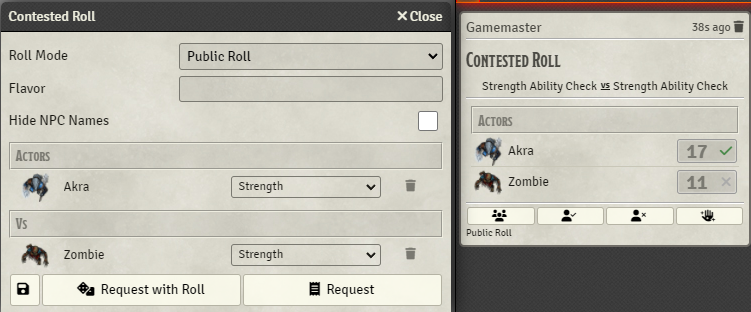 Contested Roll
Close
Roll Mode
Public Roll
Flavor
Hide NPC Names
Actors
Akra
Strength
Vs
Zombie
Strength
Request with Roll
Request
Gamemaster
38s ago
Contested Roll
Strength Ability Check vs Strength Ability Check
Actors
Akra
17
Zombie
11
Public Roll